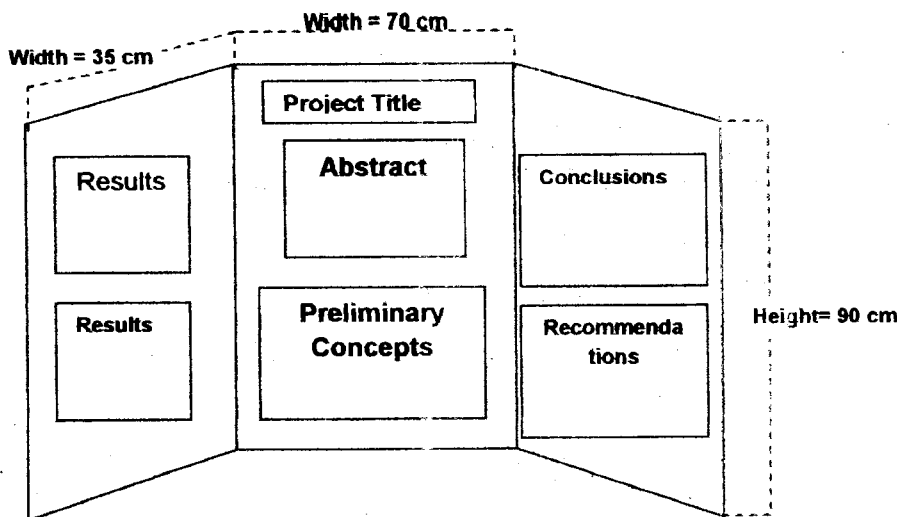 Width = 70 cm
Width = 35 cm
Project Title
Abstract
Results
Conclusions
Preliminary
Concepts
Results
Recommenda
tions
Height= 90 cm